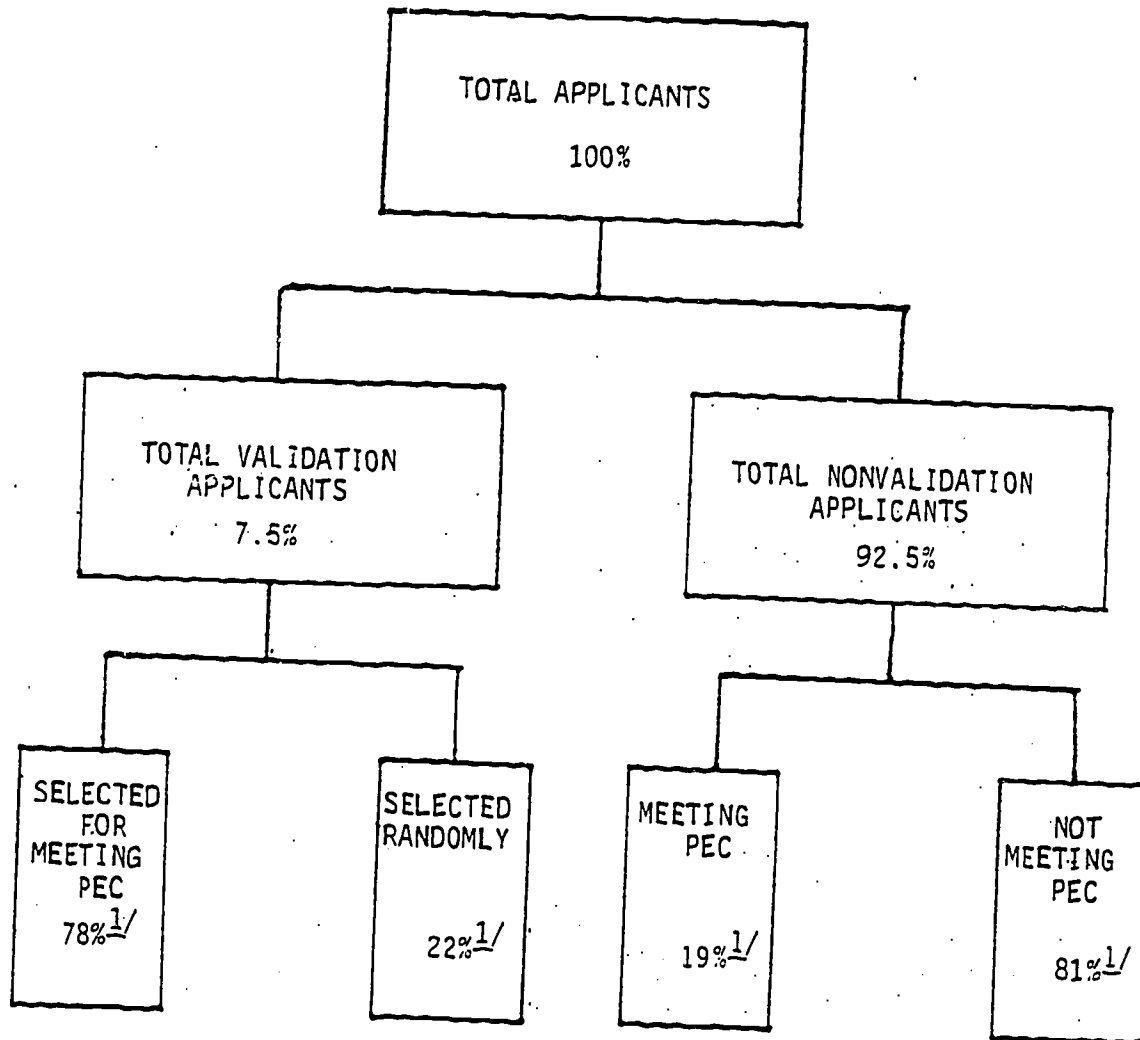 TOTAL APPLICANTS
100%
TOTAL VALIDATION
APPLICANTS
7.5%
TOTAL NONVALIDATION
APPLICANTS
92.5%
SELECTED
FOR
MEETING
PEC
78%1/
SELECTED
RANDOMLY
22%1/
MEETING
PEC
19%1/
NOT
MEETING
PEC
81%1/